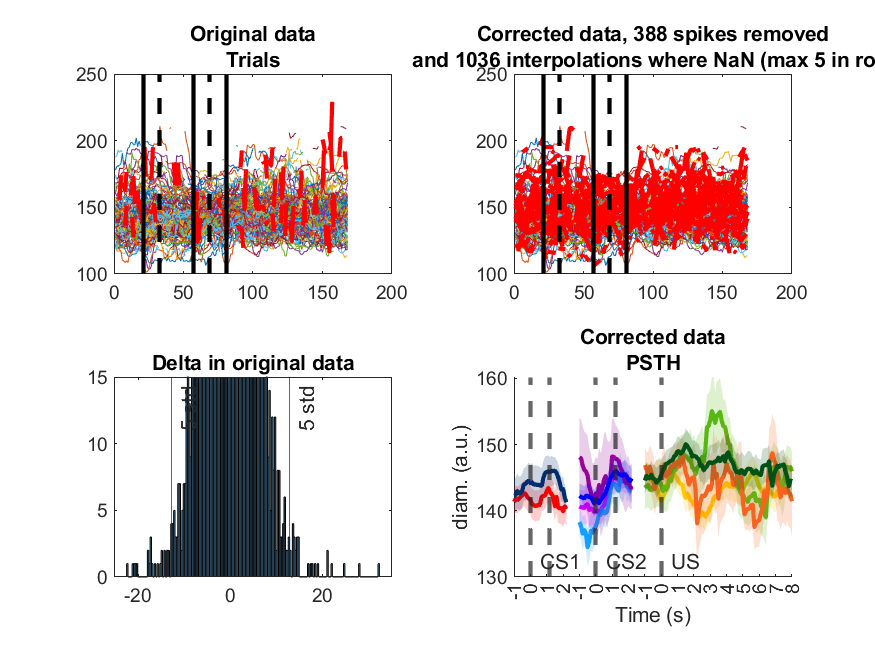 Original data
Trials
250
200
150
100
0
50
100
150
200
Corrected data, 388 spikes removed
and 1036 interpolations where NaN (max 5 in ro
250
200
150
100
0
50
100
150
200
Delta in original data
15
10
5
0
-20
0
20
5 std
5 std
Corrected data
PSTH
diam. (a.u.)
160
150
140
130
CS1
CS2
US
-1 0 1 2 -1 0 1 2 -1 0 1 2 3 4 5 6 7 8
Time (s)